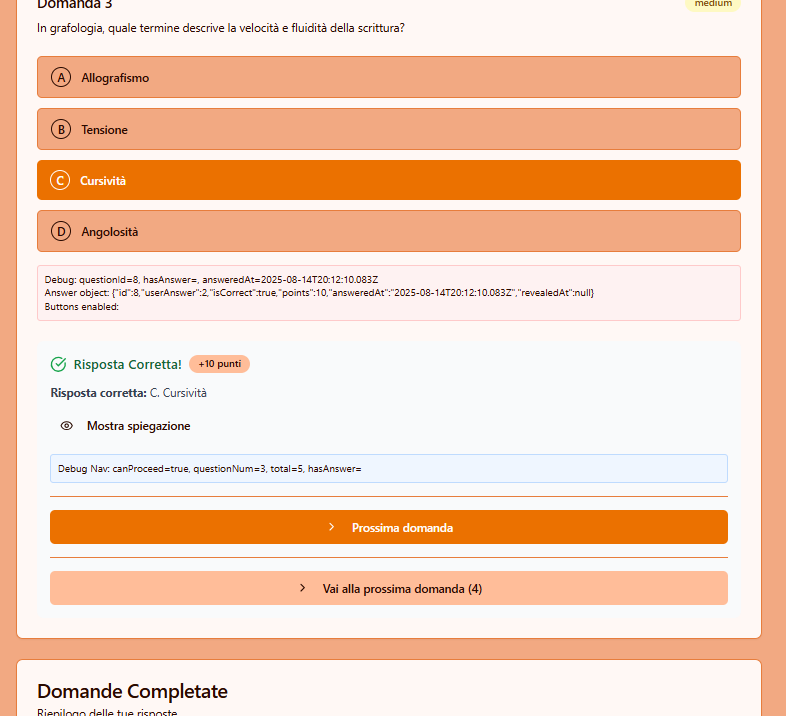 Domanda 3
medium
In grafologia, quale termine descrive la velocità e fluidità della scrittura?
A Allografismo
B Tensione
C Cursività
D Angolosità
Debug: questionId=8, hasAnswer=, answeredAt=2025-08-14T20:12:10.083Z
Answer object: {"id":8,"userAnswer":2,"isCorrect":true,"points":10,"answeredAt":"2025-08-14T20:12:10.083Z","revealedAt":null}
Buttons enabled:
Risposta Corretta! +10 punti
Risposta corretta: C. Cursività
Mostra spiegazione
Debug Nav: canProceed=true, questionNum=3, total=5, hasAnswer=
Prossima domanda
Vai alla prossima domanda (4)
Domande Completate
Riepilogo delle tue risposte